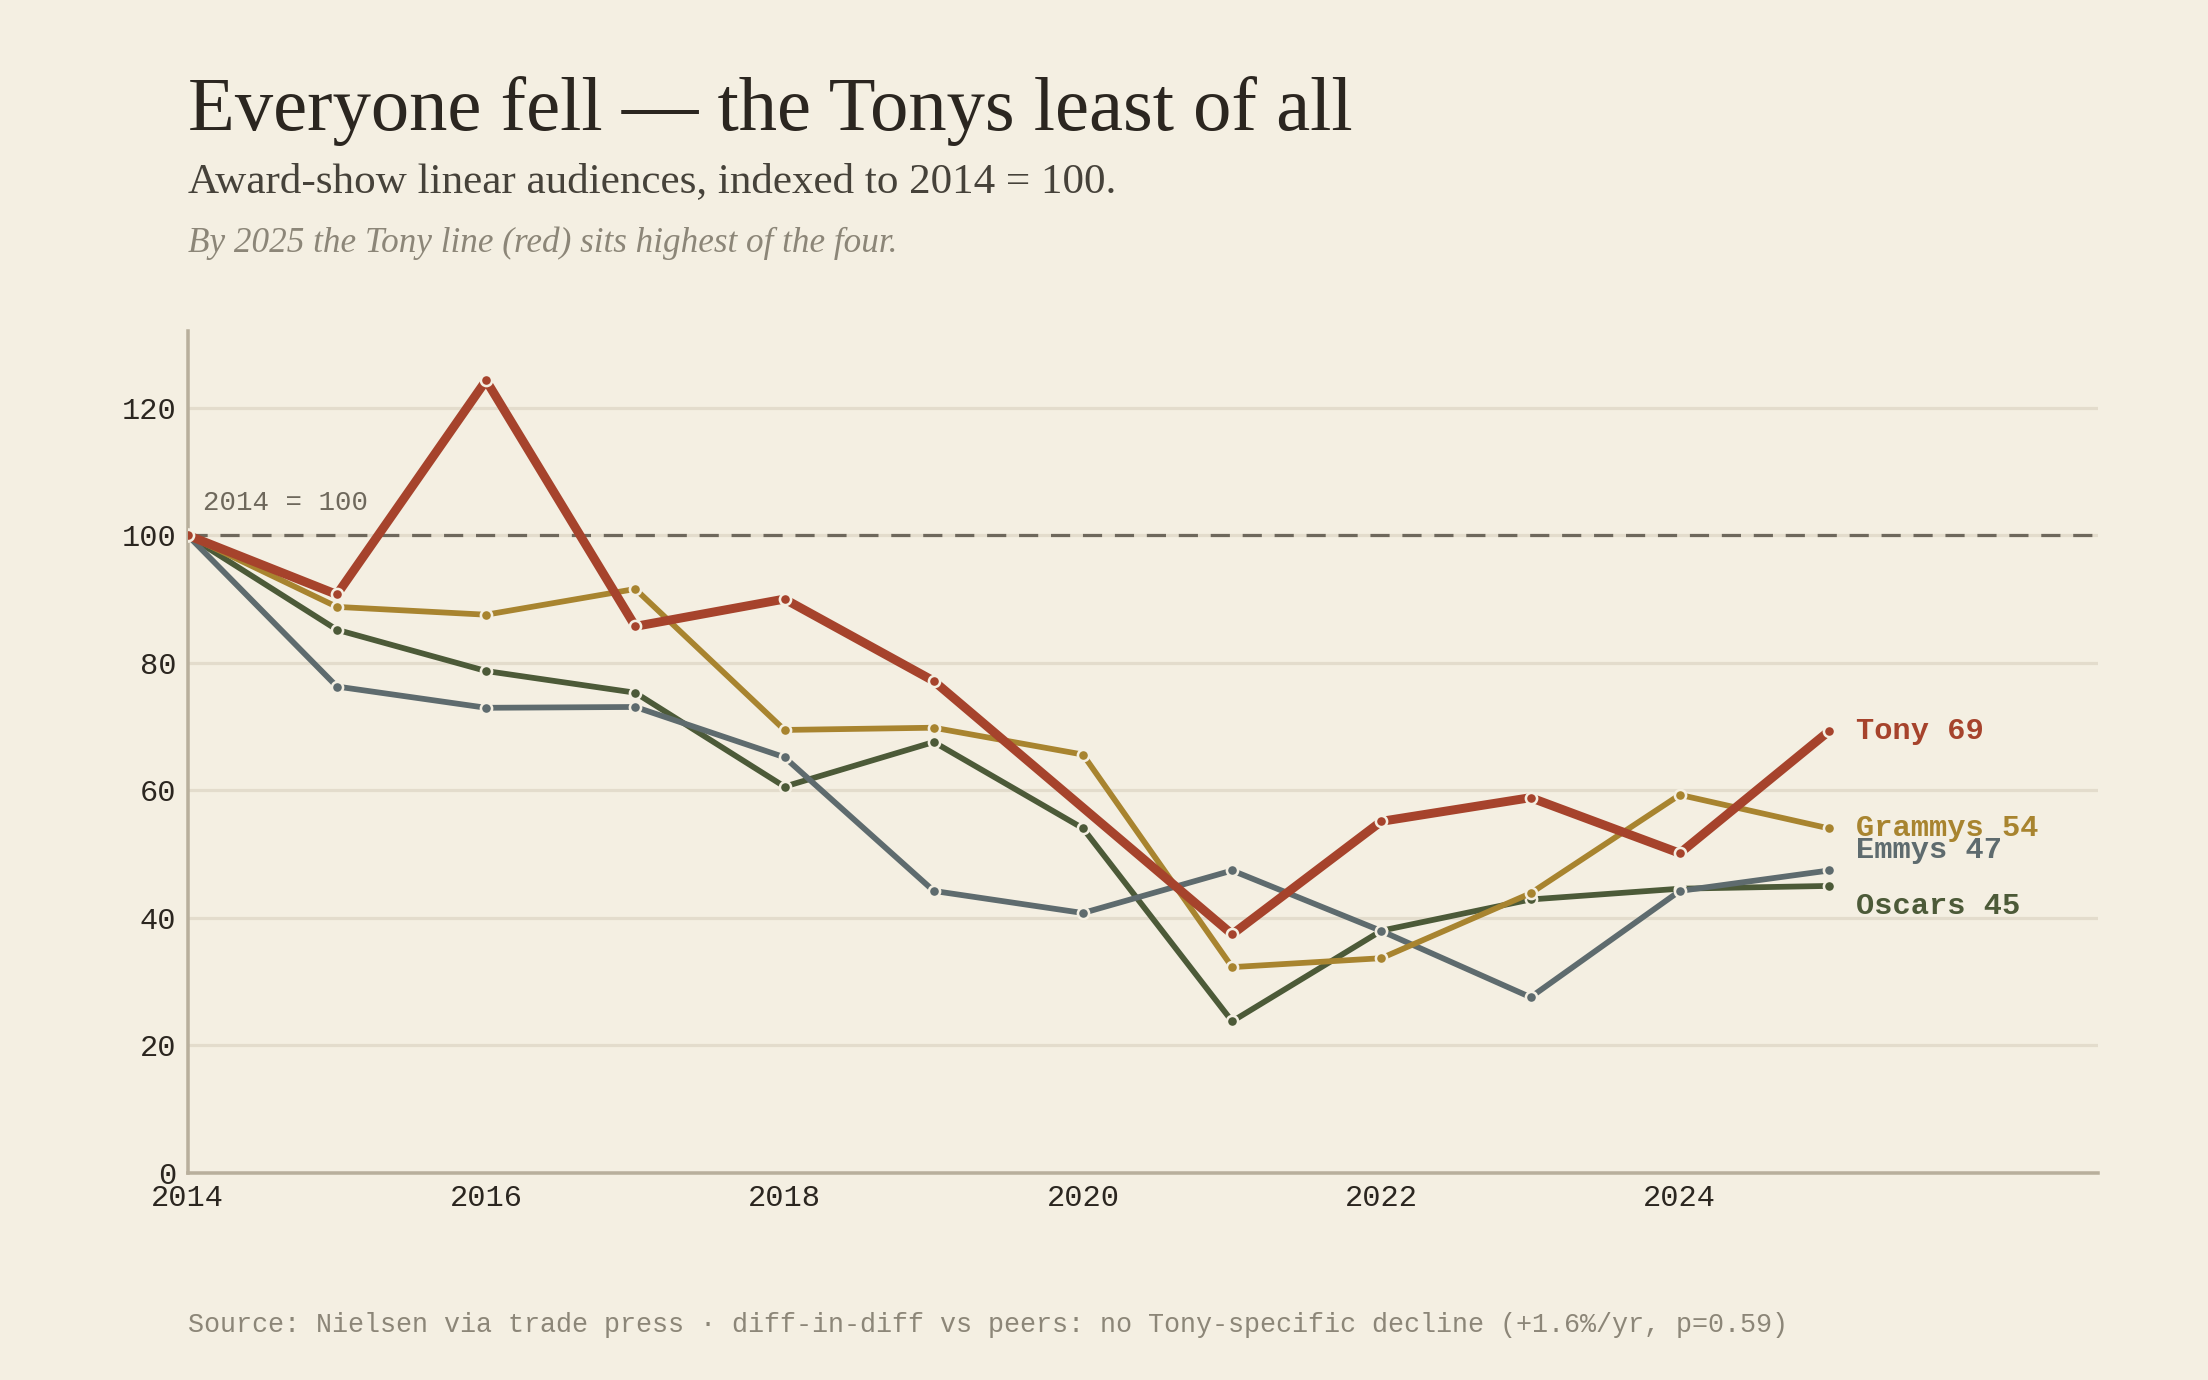 Everyone fell — the Tonys least of all
Award-show linear audiences, indexed to 2014 = 100.
By 2025 the Tony line (red) sits highest of the four.
120
2014 = 100
100
80
Tony 69
60
Grammys 54
Emmys 47
Oscars 45
40
20
0
2014 2016 2018 2020 2022 2024
Source: Nielsen via trade press · diff-in-diff vs peers: no Tony-specific decline (+1.6%/yr, p=0.59)